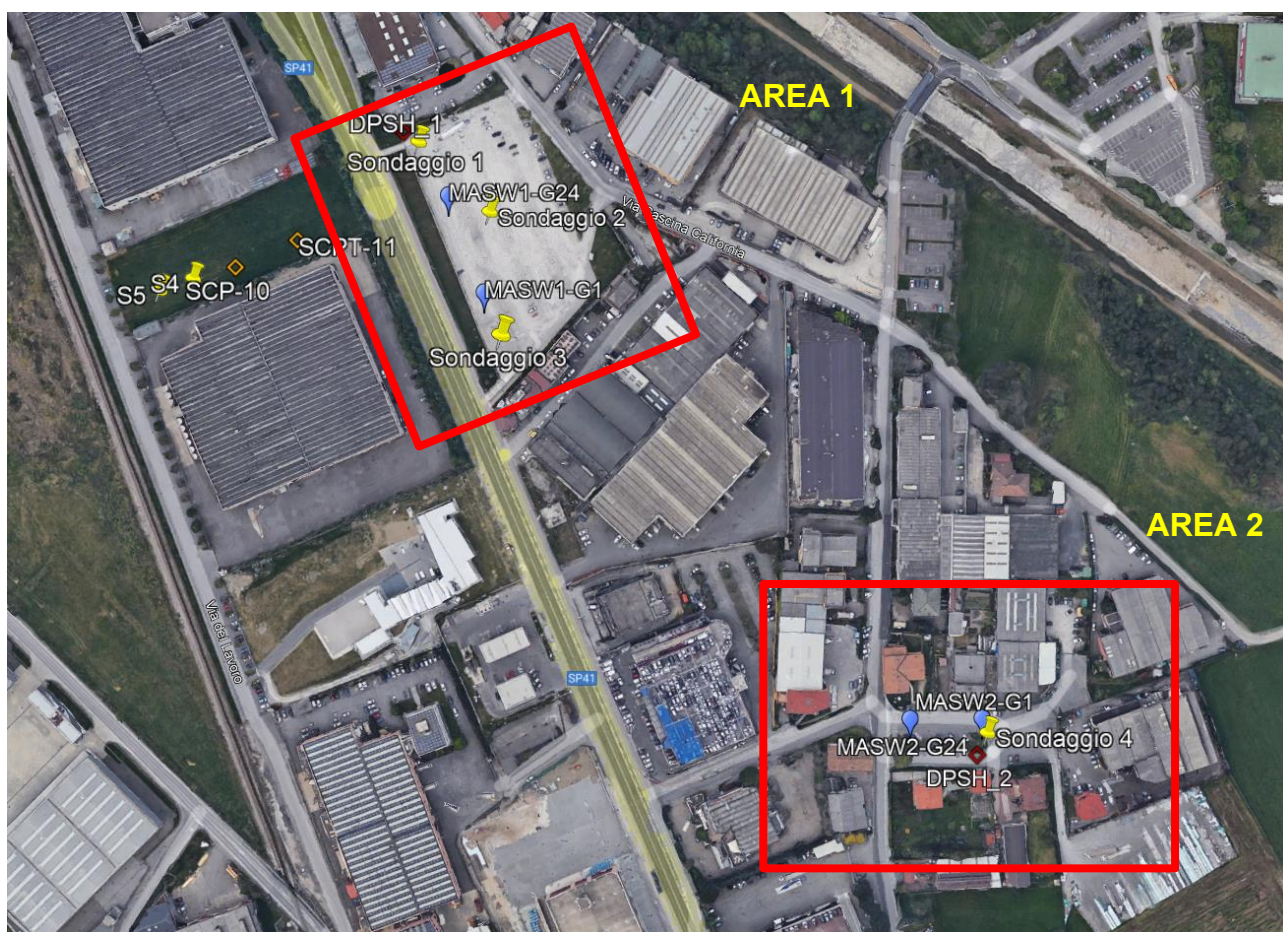 SP41
AREA 1
DPSH_1
Sondaggio 1
MASW1-G24
Sondaggio 2
Via Cascina California
SCPT-11
S5
S4
SCP-10
MASW1-G1
Sondaggio 3
AREA 2
Via del Lavoro
SP41
MASW2-G1
MASW2-G24
Sondaggio 4
DPSH_2